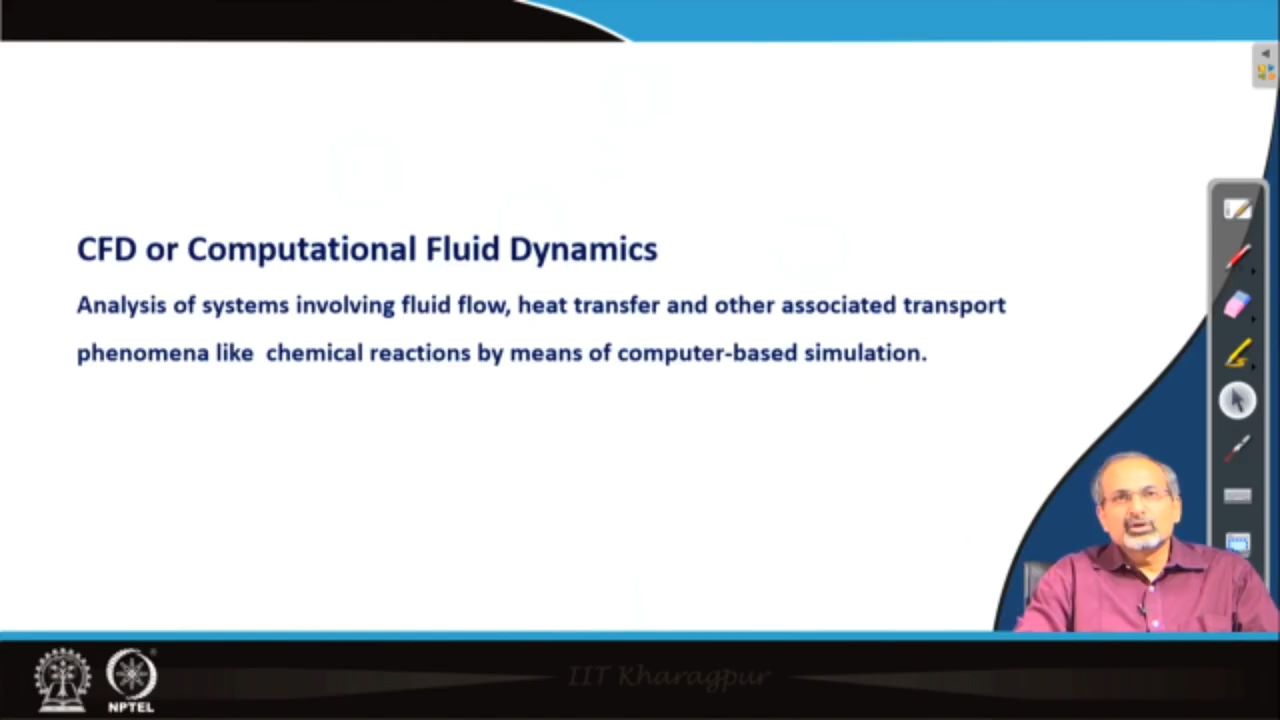 CFD or Computational Fluid Dynamics
Analysis of systems involving fluid flow, heat transfer and other associated transport
phenomena like chemical reactions by means of computer-based simulation.
IIT Kharagpur
NPTEL